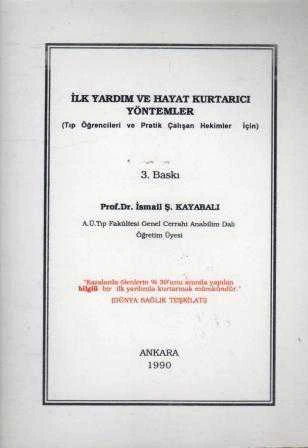 İLK YARDIM VE HAYAT KURTARICI
YÖNTEMLER
(Tıp Öğrencileri ve Pratik Çalışan Hekimler İçin)
3. Baskı
Prof.Dr. İsmail Ş. KAYABALI
A.Ü.Tıp Fakültesi Genel Cerrahi Anabilim Dalı
Öğretim Üyesi
"Kazalarda ölenlerin % 30'unu anında yapılan
bilgili bir ilk yardımla kurtarmak mümkündür."
(DÜNYA SAĞLIK TEŞKİLATI)
ANKARA
1990